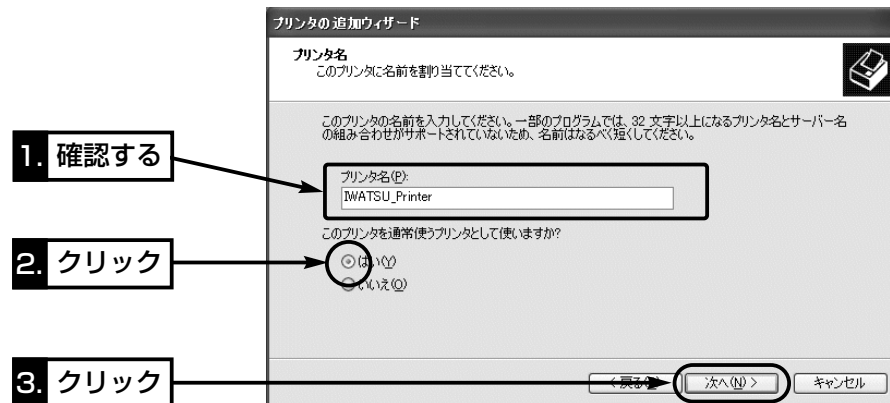 プリンタの追加ウィザード
プリンタ名
このプリンタに名前を割り当ててください。
このプリンタの名前を入力してください。一部のプログラムでは、32 文字以上になるプリンタ名とサーバー名
の組み合わせがサポートされていないため、名前はなるべく短くしてください。
1. 確認する
プリンタ名(P):
IWATSU_Printer
このプリンタを通常使うプリンタとして使いますか?
2. クリック
はい(Y)
いいえ(O)
3. クリック
< 戻る
次へ(N) >
キャンセル